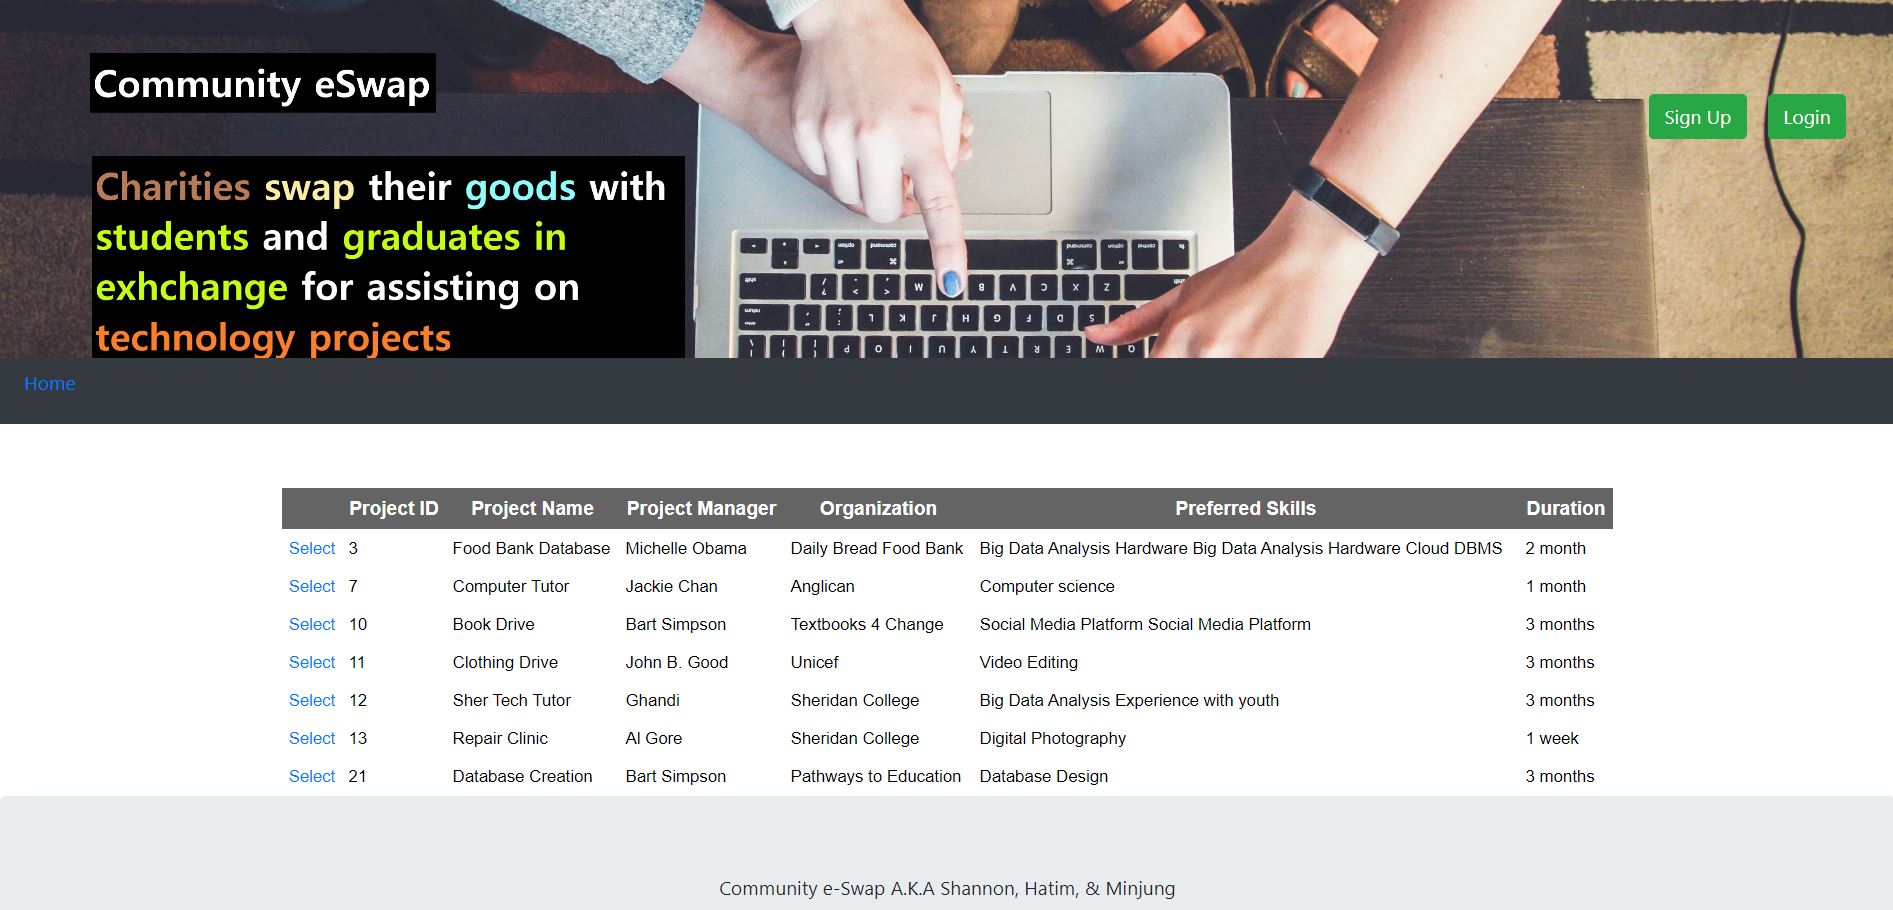 Community eSwap
Sign Up
Login
Charities swap their goods with
students and graduates in
exhchange for assisting on
technology projects
Home
Project ID Project Name Project Manager Organization Preferred Skills Duration
Select 3 Food Bank Database Michelle Obama Daily Bread Food Bank Big Data Analysis Hardware Big Data Analysis Hardware Cloud DBMS 2 month
Select 7 Computer Tutor Jackie Chan Anglican Computer science 1 month
Select 10 Book Drive Bart Simpson Textbooks 4 Change Social Media Platform Social Media Platform 3 months
Select 11 Clothing Drive John B. Good Unicef Video Editing 3 months
Select 12 Sher Tech Tutor Ghandi Sheridan College Big Data Analysis Experience with youth 3 months
Select 13 Repair Clinic Al Gore Sheridan College Digital Photography 1 week
Select 21 Database Creation Bart Simpson Pathways to Education Database Design 3 months
Community e-Swap A.K.A Shannon, Hatim, & Minjung